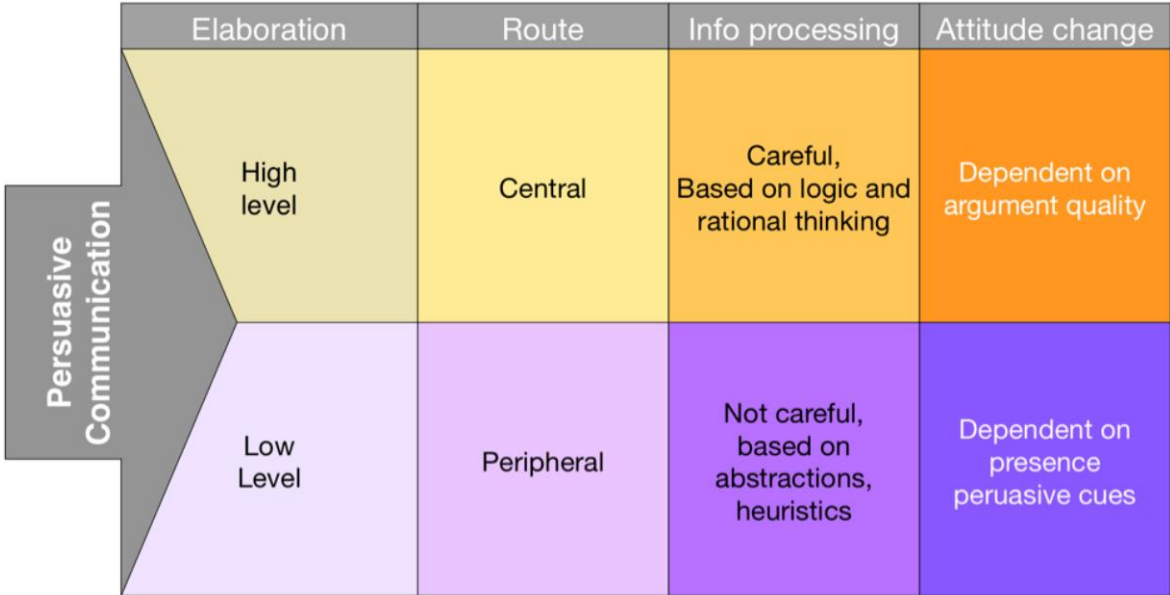 Elaboration
Route
Info processing
Attitude change
Persuasive
Communication
High
level
Central
Careful,
Based on logic and
rational thinking
Dependent on
argument quality
Low
Level
Peripheral
Not careful,
based on
abstractions,
heuristics
Dependent on
presence
peruasive cues